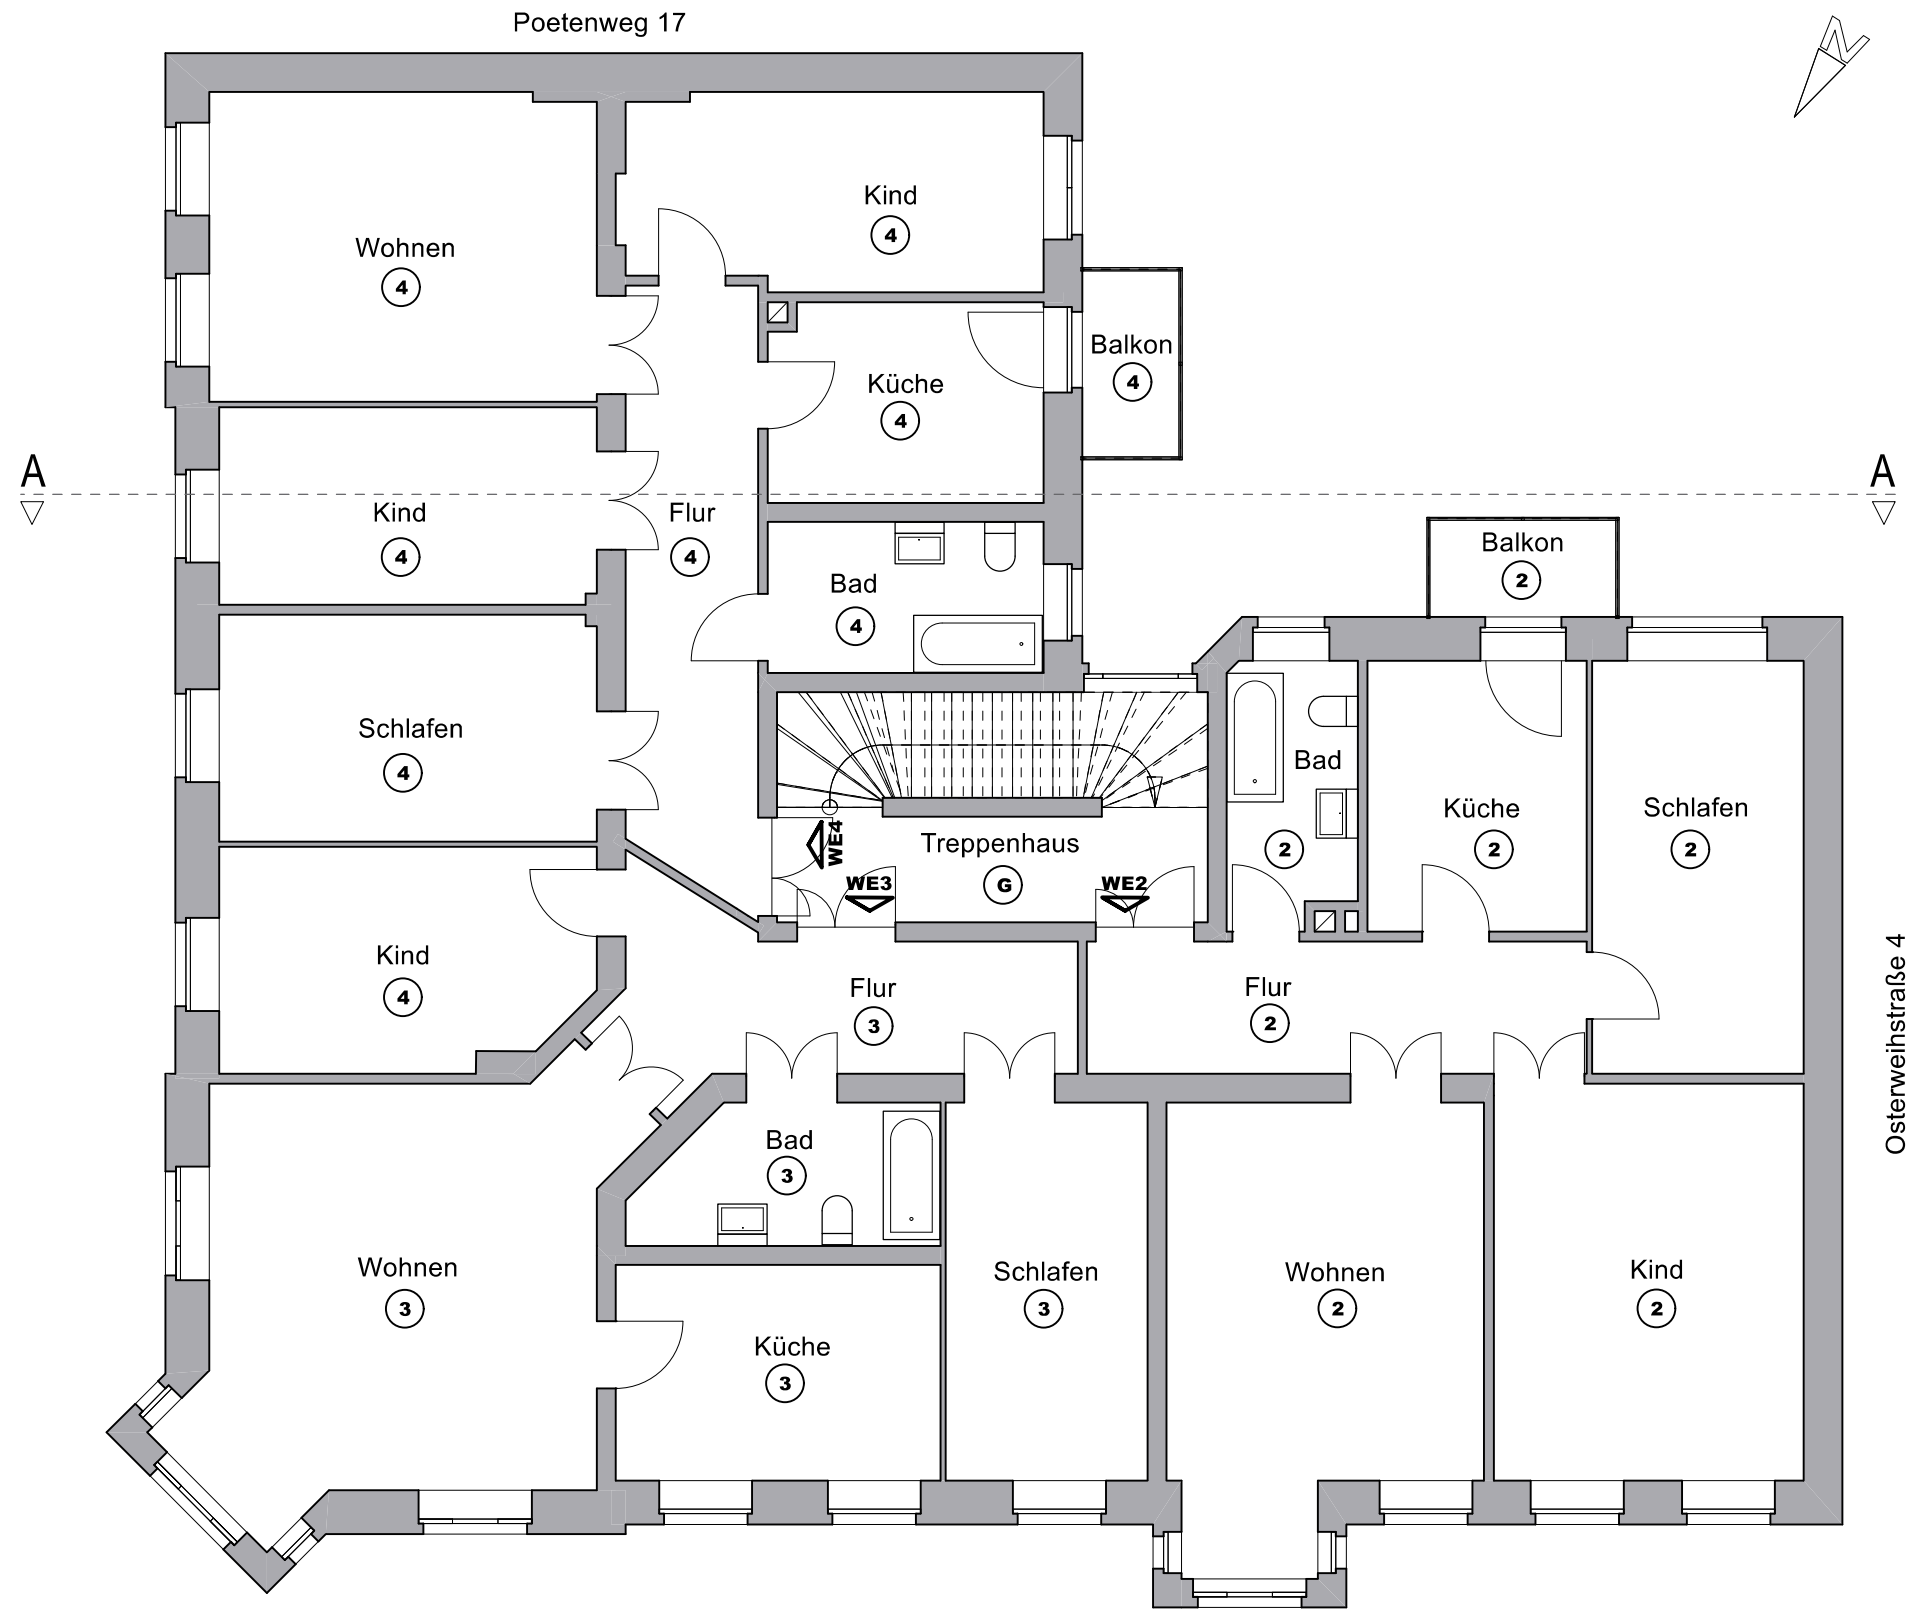 Poetenweg 17
N
Kind
4
Wohnen
4
Balkon
4
Küche
4
A
A
Kind
4
Flur
4
Balkon
2
Bad
4
Schlafen
4
Bad
2
Küche
2
Schlafen
2
WE4
Treppenhaus
G
WE3
WE2
Kind
4
Flur
3
Flur
2
Osterweihstraße 4
Bad
3
Wohnen
3
Schlafen
3
Wohnen
2
Kind
2
Küche
3